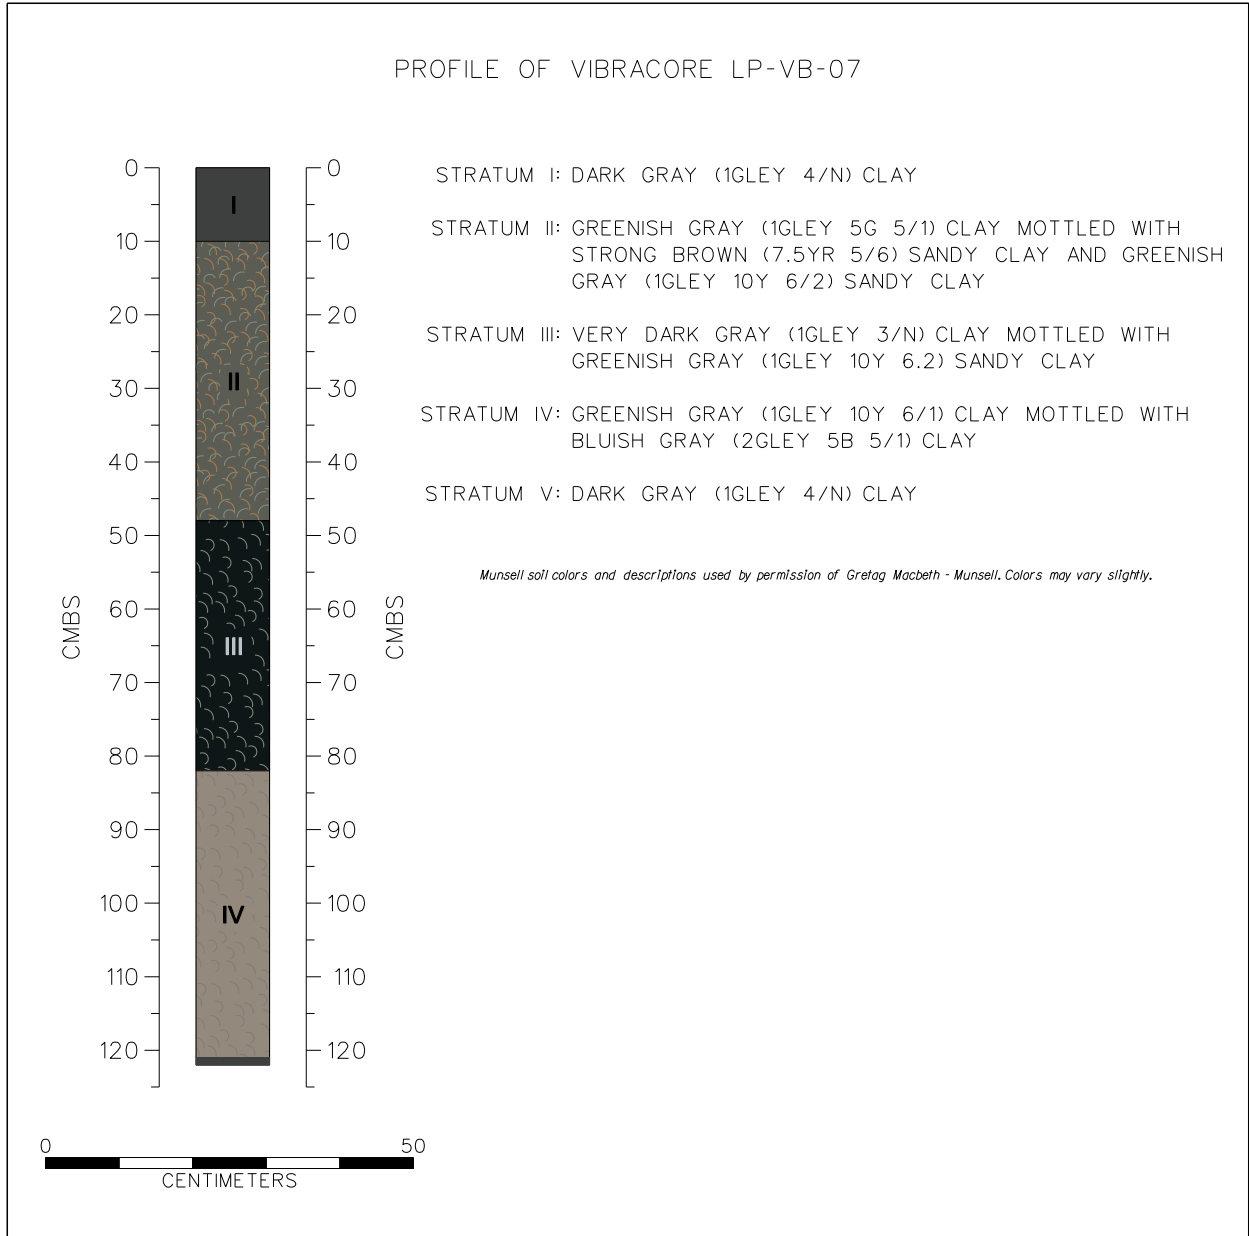 PROFILE OF VIBRACORE LP-VB-07
0
10
20
30
40
50
60
70
80
90
100
110
120
CMBS
I
II
III
IV
0
10
20
30
40
50
60
70
80
90
100
110
120
CMBS
STRATUM I: DARK GRAY (1GLEY 4/N) CLAY
STRATUM II: GREENISH GRAY (1GLEY 5G 5/1) CLAY MOTTLED WITH
STRONG BROWN (7.5YR 5/6) SANDY CLAY AND GREENISH
GRAY (1GLEY 10Y 6/2) SANDY CLAY
STRATUM III: VERY DARK GRAY (1GLEY 3/N) CLAY MOTTLED WITH
GREENISH GRAY (1GLEY 10Y 6.2) SANDY CLAY
STRATUM IV: GREENISH GRAY (1GLEY 10Y 6/1) CLAY MOTTLED WITH
BLUISH GRAY (2GLEY 5B 5/1) CLAY
STRATUM V: DARK GRAY (1GLEY 4/N) CLAY
Munsell soil colors and descriptions used by permission of Gretag Macbeth - Munsell. Colors may vary slightly.
0 50
CENTIMETERS